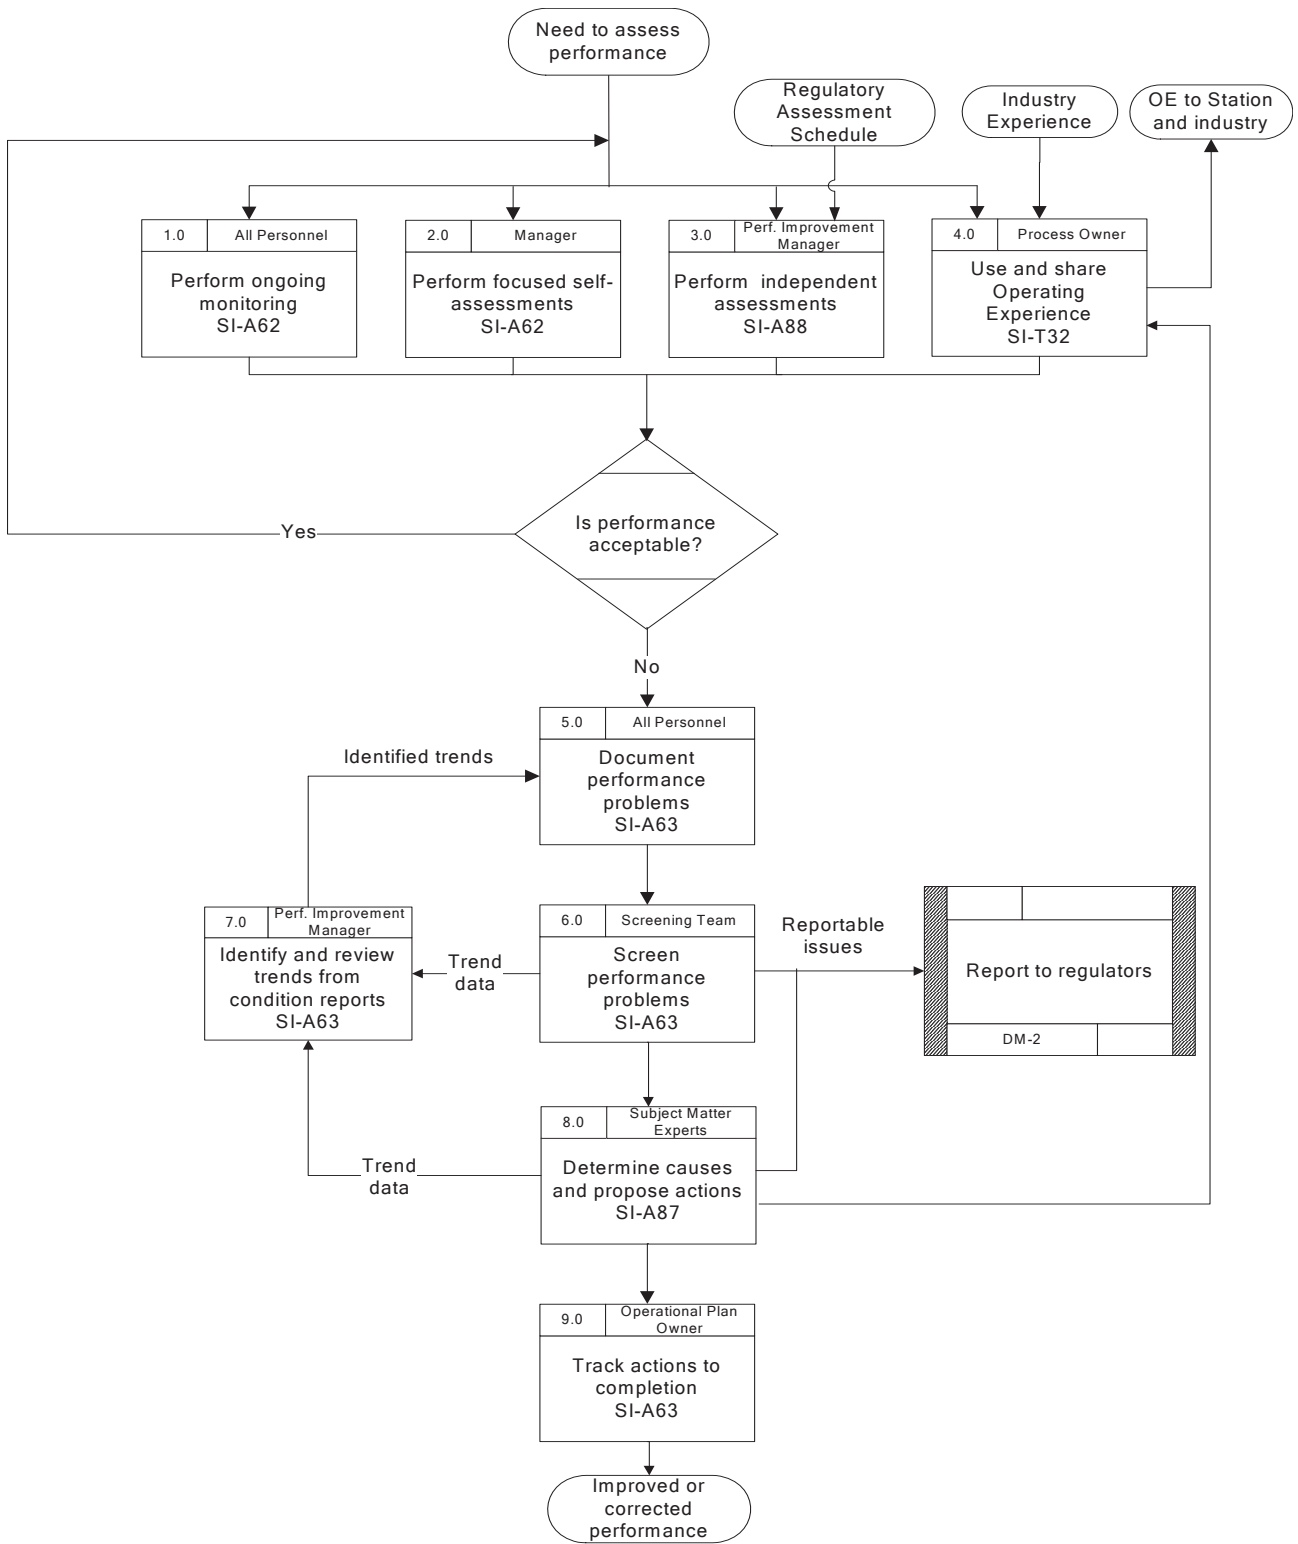 Need to assess
performance
Regulatory
Assessment
Schedule
Industry
Experience
OE to Station
and industry
1.0
All Personnel
Perform ongoing
monitoring
SI-A62
2.0
Manager
Perform focused self-
assessments
SI-A62
3.0
Perf. Improvement
Manager
Perform independent
assessments
SI-A88
4.0
Process Owner
Use and share
Operating
Experience
SI-T32
Is performance
acceptable?
Yes
No
5.0
All Personnel
Document
performance
problems
SI-A63
Identified trends
7.0
Perf. Improvement
Manager
Identify and review
trends from
condition reports
SI-A63
Trend
data
6.0
Screening Team
Screen
performance
problems
SI-A63
Reportable
issues
Report to regulators
DM-2
Trend
data
8.0
Subject Matter
Experts
Determine causes
and propose actions
SI-A87
9.0
Operational Plan
Owner
Track actions to
completion
SI-A63
Improved or
corrected
performance